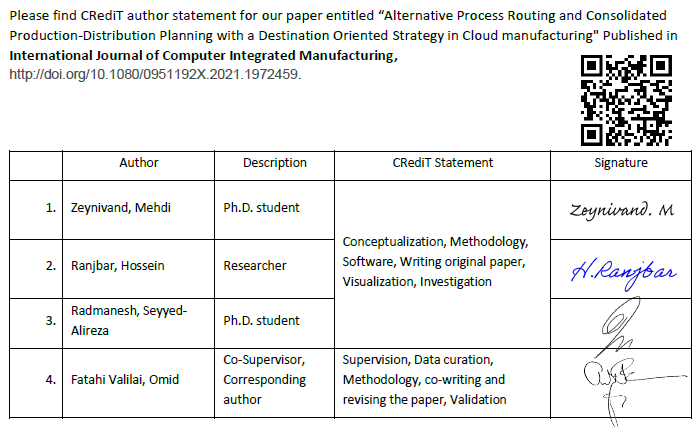 Please find CRediT author statement for our paper entitled “Alternative Process Routing and Consolidated
Production-Distribution Planning with a Destination Oriented Strategy in Cloud manufacturing" Published in
International Journal of Computer Integrated Manufacturing,
http://doi.org/10.1080/0951192X.2021.1972459.
Author Description CRediT Statement Signature
1. Zeynivand, Mehdi Ph.D. student Zeynivand. M
Conceptualization, Methodology,
Software, Writing original paper,
Visualization, Investigation
2. Ranjbar, Hossein Researcher H.Ranjbar
3. Radmanesh, Seyyed-
Alireza Ph.D. student
4. Fatahi Valilai, Omid Co-Supervisor,
Corresponding
author
Supervision, Data curation,
Methodology, co-writing and
revising the paper, Validation